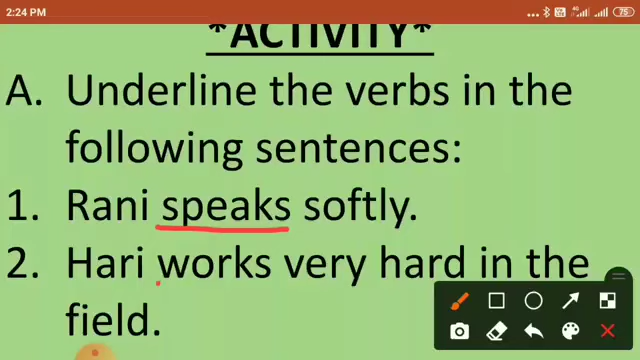 2:24 PM
4G
75
*ACTIVITY*
A. Underline the verbs in the
following sentences:
1. Rani speaks softly.
2. Hari works very hard in the
field.